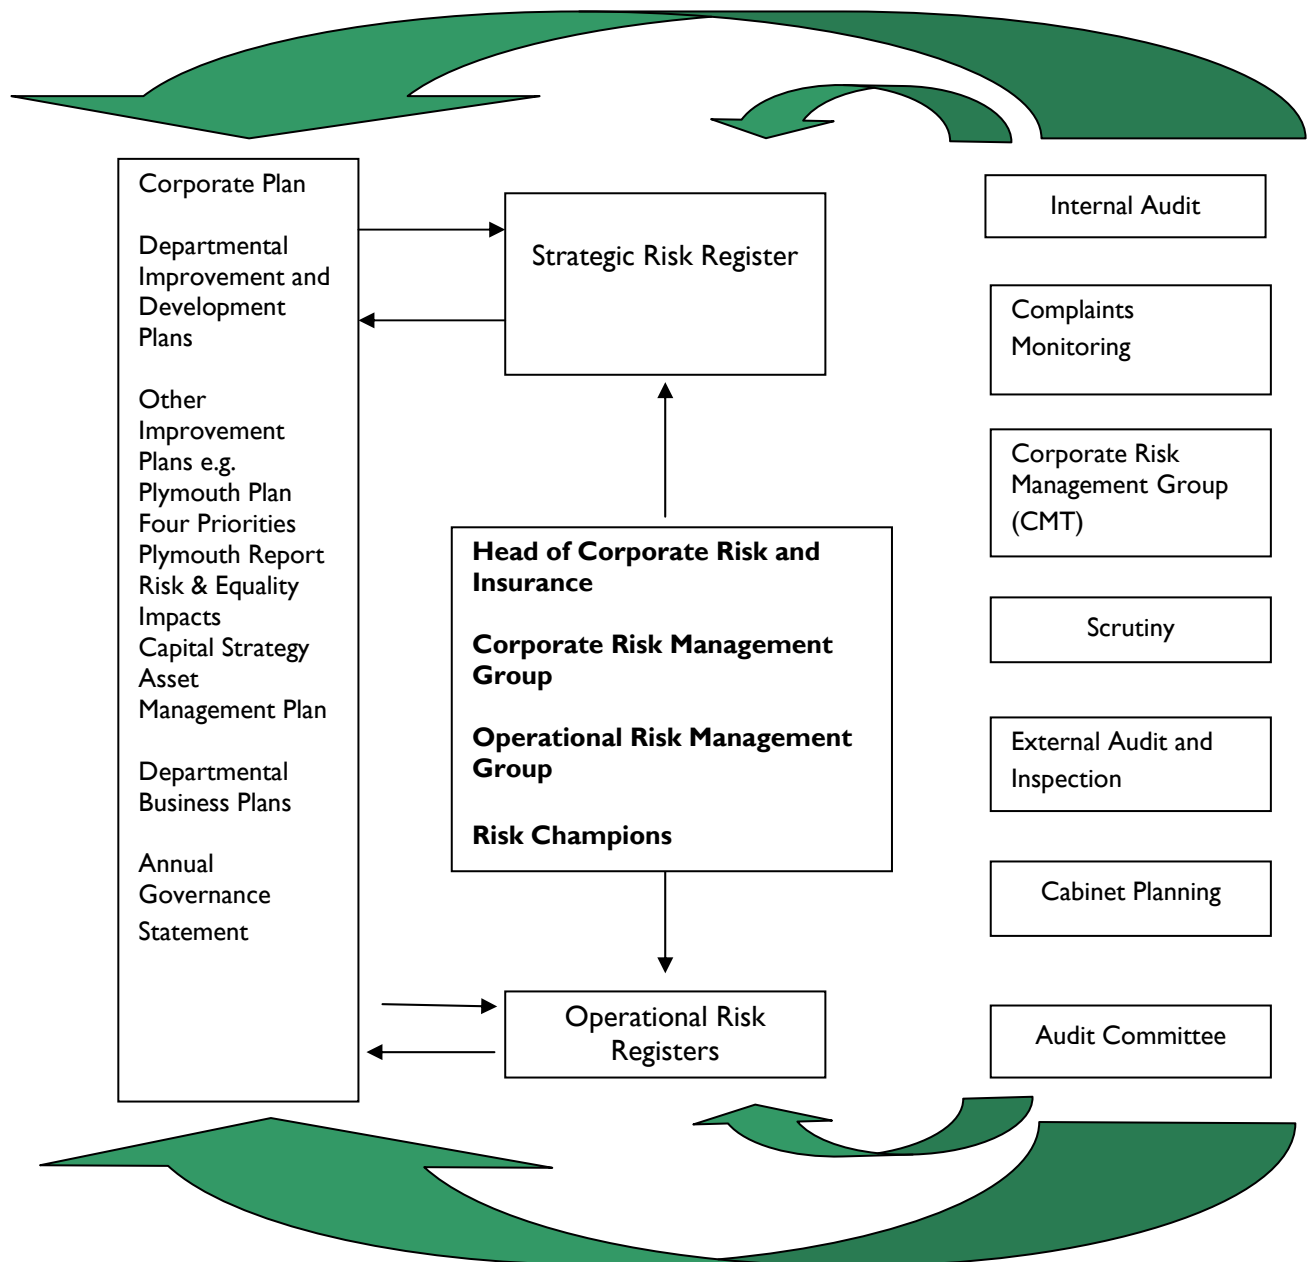 Corporate Plan
Departmental
Improvement and
Development
Plans
Other
Improvement
Plans e.g.
Plymouth Plan
Four Priorities
Plymouth Report
Risk & Equality
Impacts
Capital Strategy
Asset
Management Plan
Departmental
Business Plans
Annual
Governance
Statement
Strategic Risk Register
Head of Corporate Risk and
Insurance
Corporate Risk Management
Group
Operational Risk Management
Group
Risk Champions
Operational Risk
Registers
Internal Audit
Complaints
Monitoring
Corporate Risk
Management Group
(CMT)
Scrutiny
External Audit and
Inspection
Cabinet Planning
Audit Committee